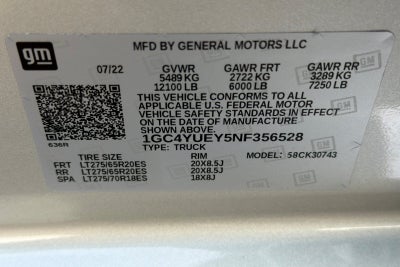 gm
MFD BY GENERAL MOTORS LLC
07/22 GVWR GAWR FRT GAWR RR
5489 KG 2722 KG 3289 KG
12100 LB 6000 LB 7250 LB
THIS VEHICLE CONFORMS TO ALL
APPLICABLE U.S. FEDERAL MOTOR
VEHICLE SAFETY STANDARDS IN EFFECT
ON THE DATE OF MFR SHOWN ABOVE.
1GC4YUEY5NF356528
636R TYPE: TRUCK MODEL: 58CK30743
TIRE SIZE RIM
FRT LT275/65R20ES 20X8.5J
RR LT275/65R20ES 20X8.5J
SPA LT275/70R18ES 18X8J